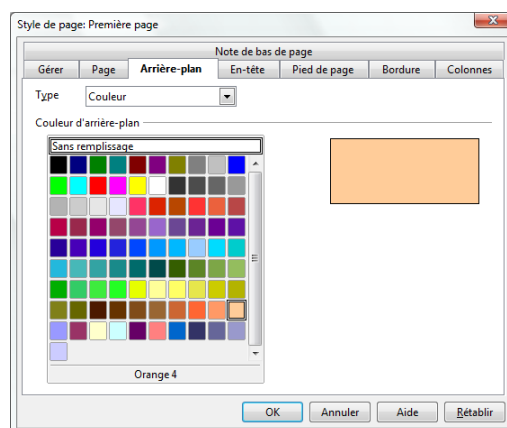 Style de page: Première page
Note de bas de page
Gérer Page Arrière-plan En-tête Pied de page Bordure Colonnes
Type Couleur
Couleur d'arrière-plan
Sans remplissage
Orange 4
OK Annuler Aide Rétablir